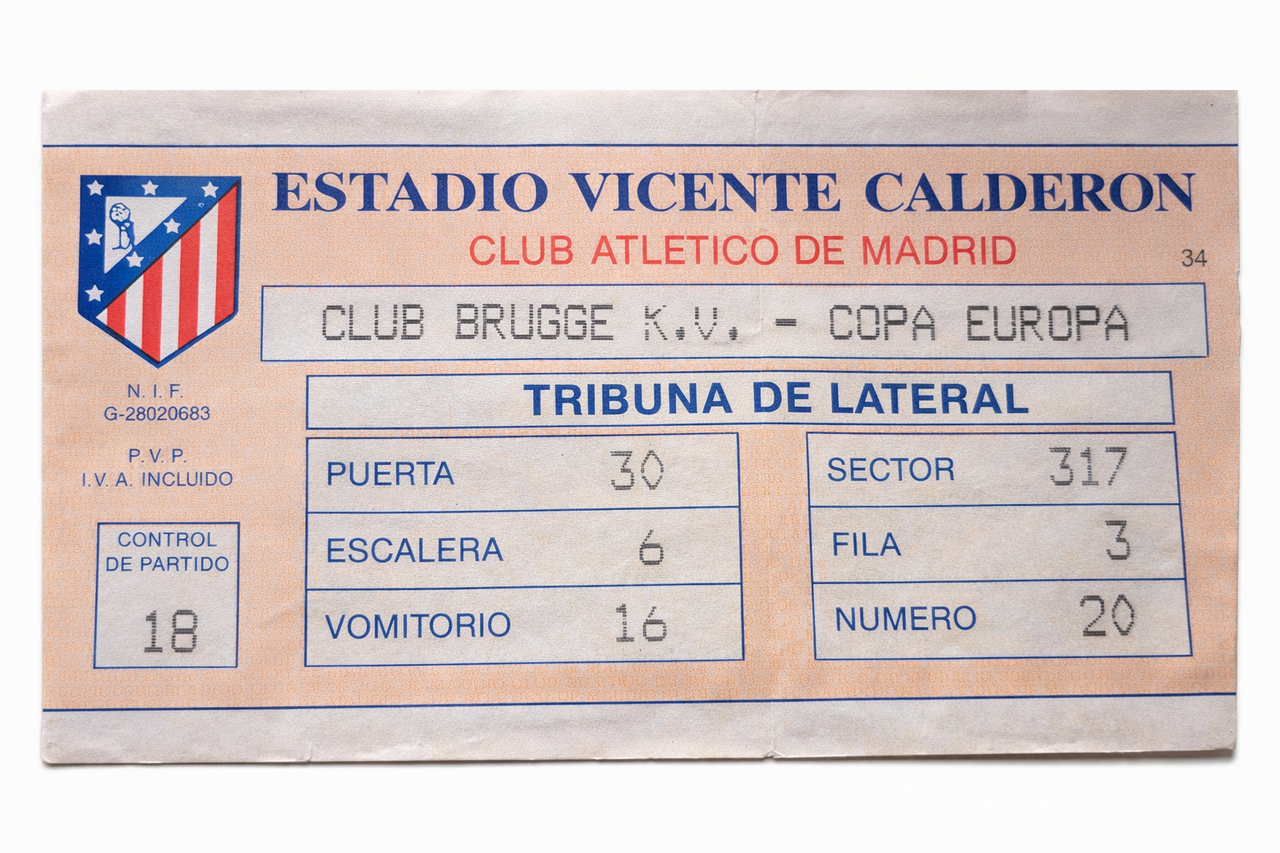 ESTADIO VICENTE CALDERON
CLUB ATLETICO DE MADRID
34
CLUB BRUGGE K.V. - COPA EUROPA
TRIBUNA DE LATERAL
N. I. F.
G-28020683
P. V. P.
I. V. A. INCLUIDO
CONTROL
DE PARTIDO
18
PUERTA 30
ESCALERA 6
VOMITORIO 16
SECTOR 317
FILA 3
NUMERO 20